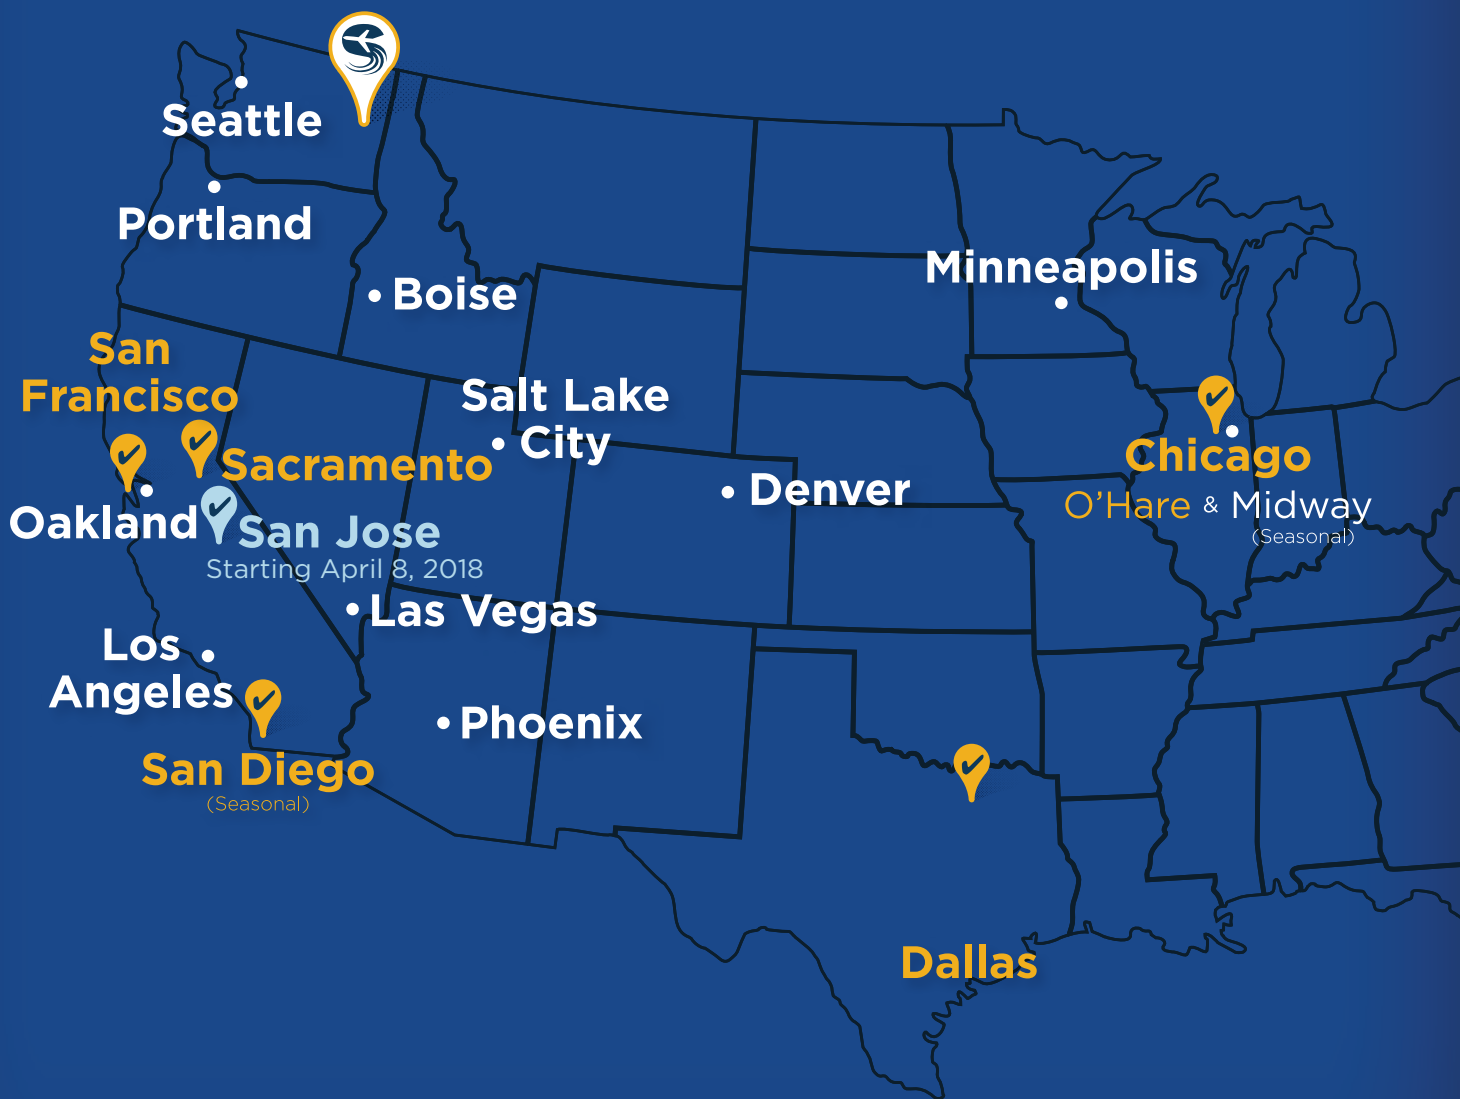 Seattle
Portland
Boise
Minneapolis
San
Francisco
Salt Lake
City
Sacramento
Chicago
O'Hare & Midway
(Seasonal)
Denver
Oakland
San Jose
Starting April 8, 2018
Las Vegas
Los
Angeles
Phoenix
San Diego
(Seasonal)
Dallas